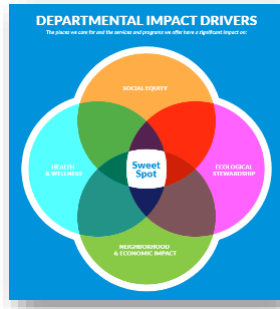 DEPARTMENTAL IMPACT DRIVERS
The places we care for and the services and programs we offer have a significant impact on:
SOCIAL EQUITY
HEALTH
& WELLNESS
Sweet
Spot
ECOLOGICAL
STEWARDSHIP
NEIGHBORHOOD
& ECONOMIC IMPACT